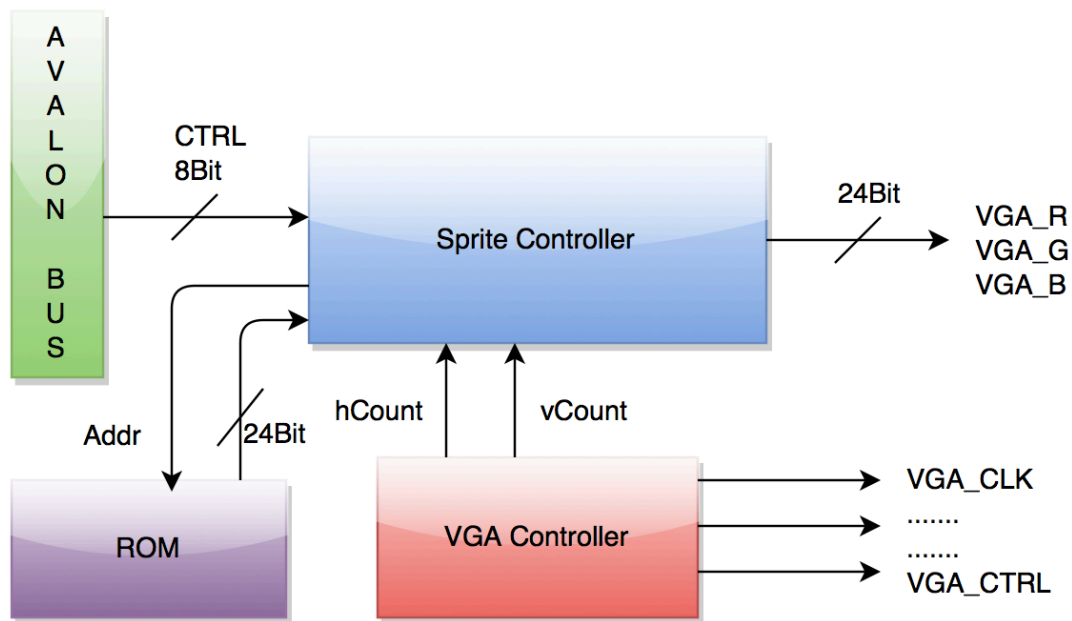 A
V
A
L
O
N
B
U
S
CTRL
8Bit
Sprite Controller
24Bit
VGA_R
VGA_G
VGA_B
Addr
24Bit
hCount
vCount
ROM
VGA Controller
VGA_CLK
.......
.......
VGA_CTRL